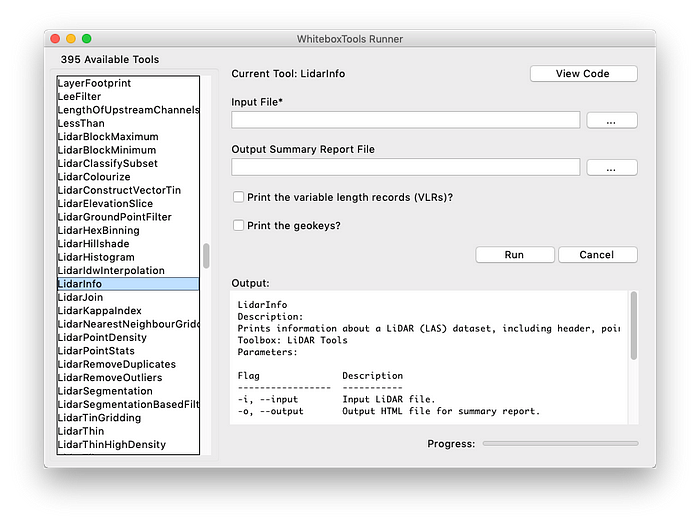 WhiteboxTools Runner
395 Available Tools
LayerFootprint
LeeFilter
LengthOfUpstreamChannels
LessThan
LidarBlockMaximum
LidarBlockMinimum
LidarClassifySubset
LidarColourize
LidarConstructVectorTin
LidarElevationSlice
LidarGroundPointFilter
LidarHexBinning
LidarHillshade
LidarHistogram
LidarIdwInterpolation
LidarInfo
LidarJoin
LidarKappaIndex
LidarNearestNeighbourGridd
LidarPointDensity
LidarPointStats
LidarRemoveDuplicates
LidarRemoveOutliers
LidarSegmentation
LidarSegmentationBasedFilt
LidarTinGridding
LidarThin
LidarThinHighDensity
Current Tool: LidarInfo
View Code
Input File*
...
Output Summary Report File
...
Print the variable length records (VLRs)?
Print the geokeys?
Run
Cancel
Output:
LidarInfo
Description:
Prints information about a LiDAR (LAS) dataset, including header, poi
Toolbox: LiDAR Tools
Parameters:
Flag Description
----------------- -----------
-i, --input Input LiDAR file.
-o, --output Output HTML file for summary report.
Progress: